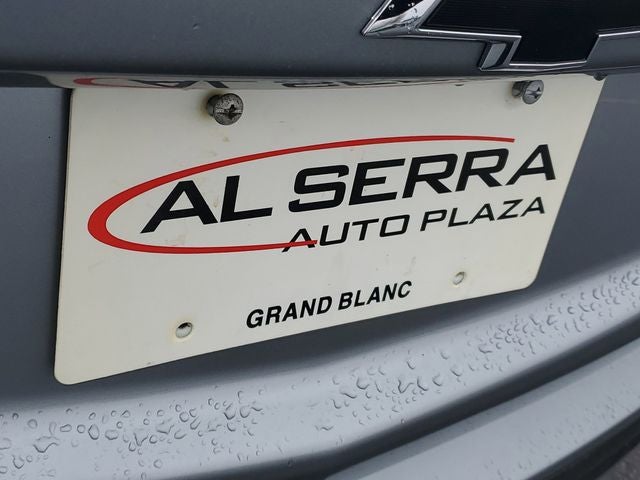 AL SERRA
AUTO PLAZA
GRAND BLANC